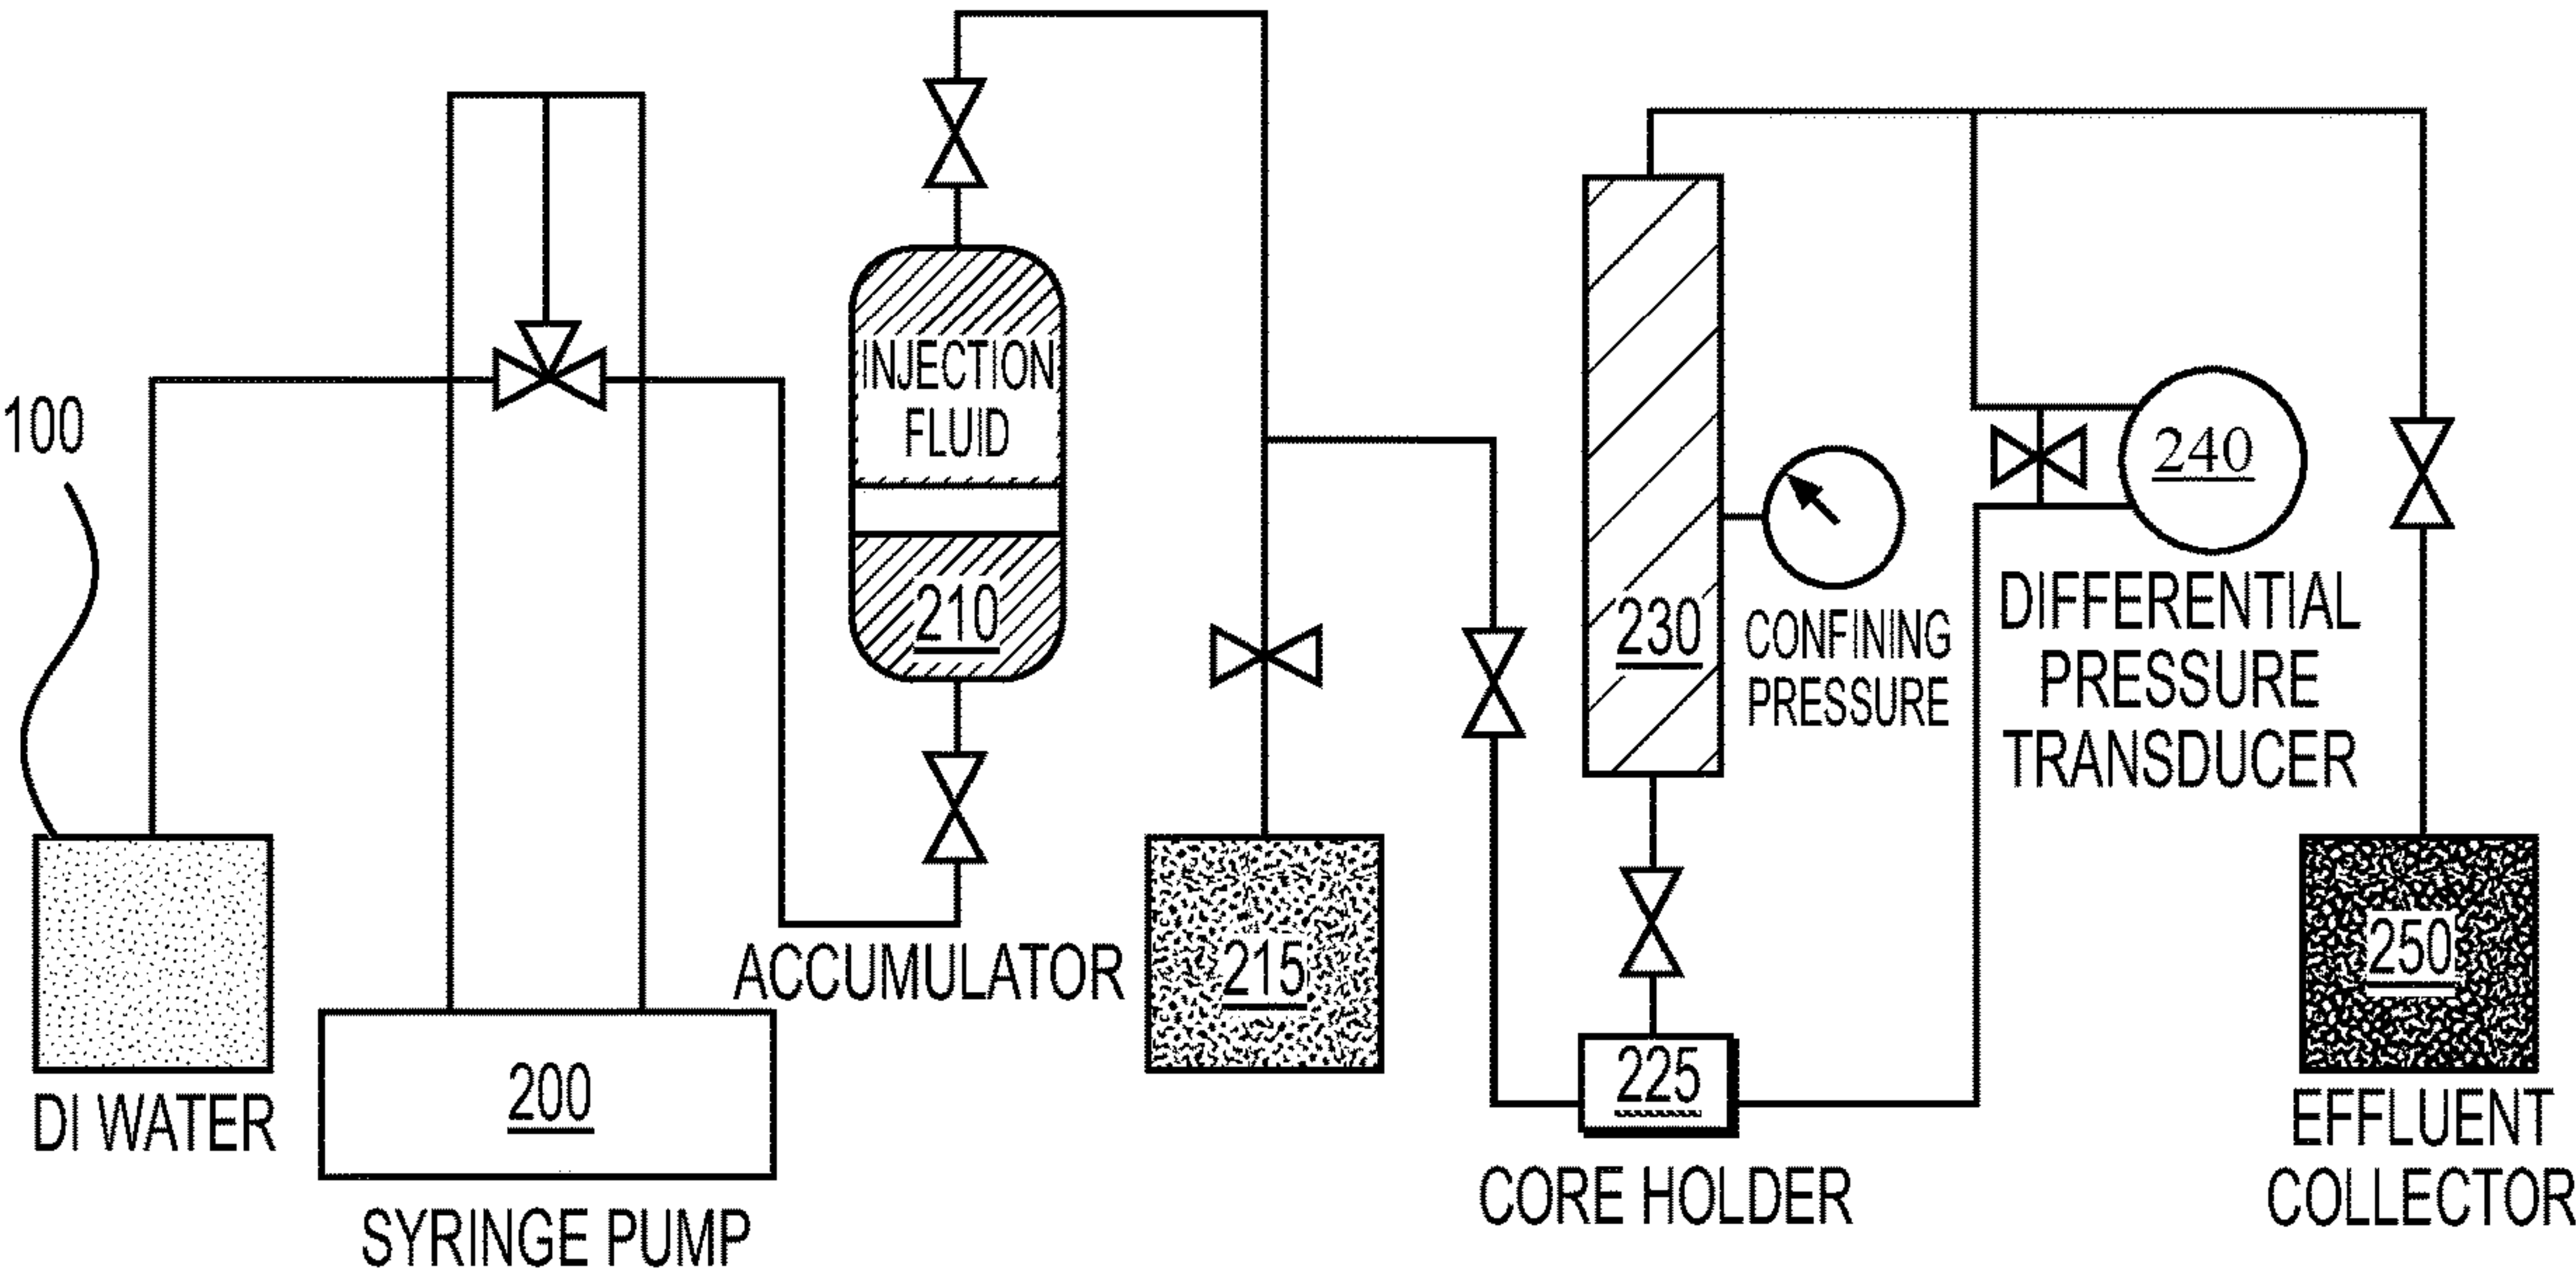 100
DI WATER
200
SYRINGE PUMP
INJECTION
FLUID
210
ACCUMULATOR
215
230
CONFINING
PRESSURE
225
CORE HOLDER
240
DIFFERENTIAL
PRESSURE
TRANSDUCER
250
EFFLUENT
COLLECTOR